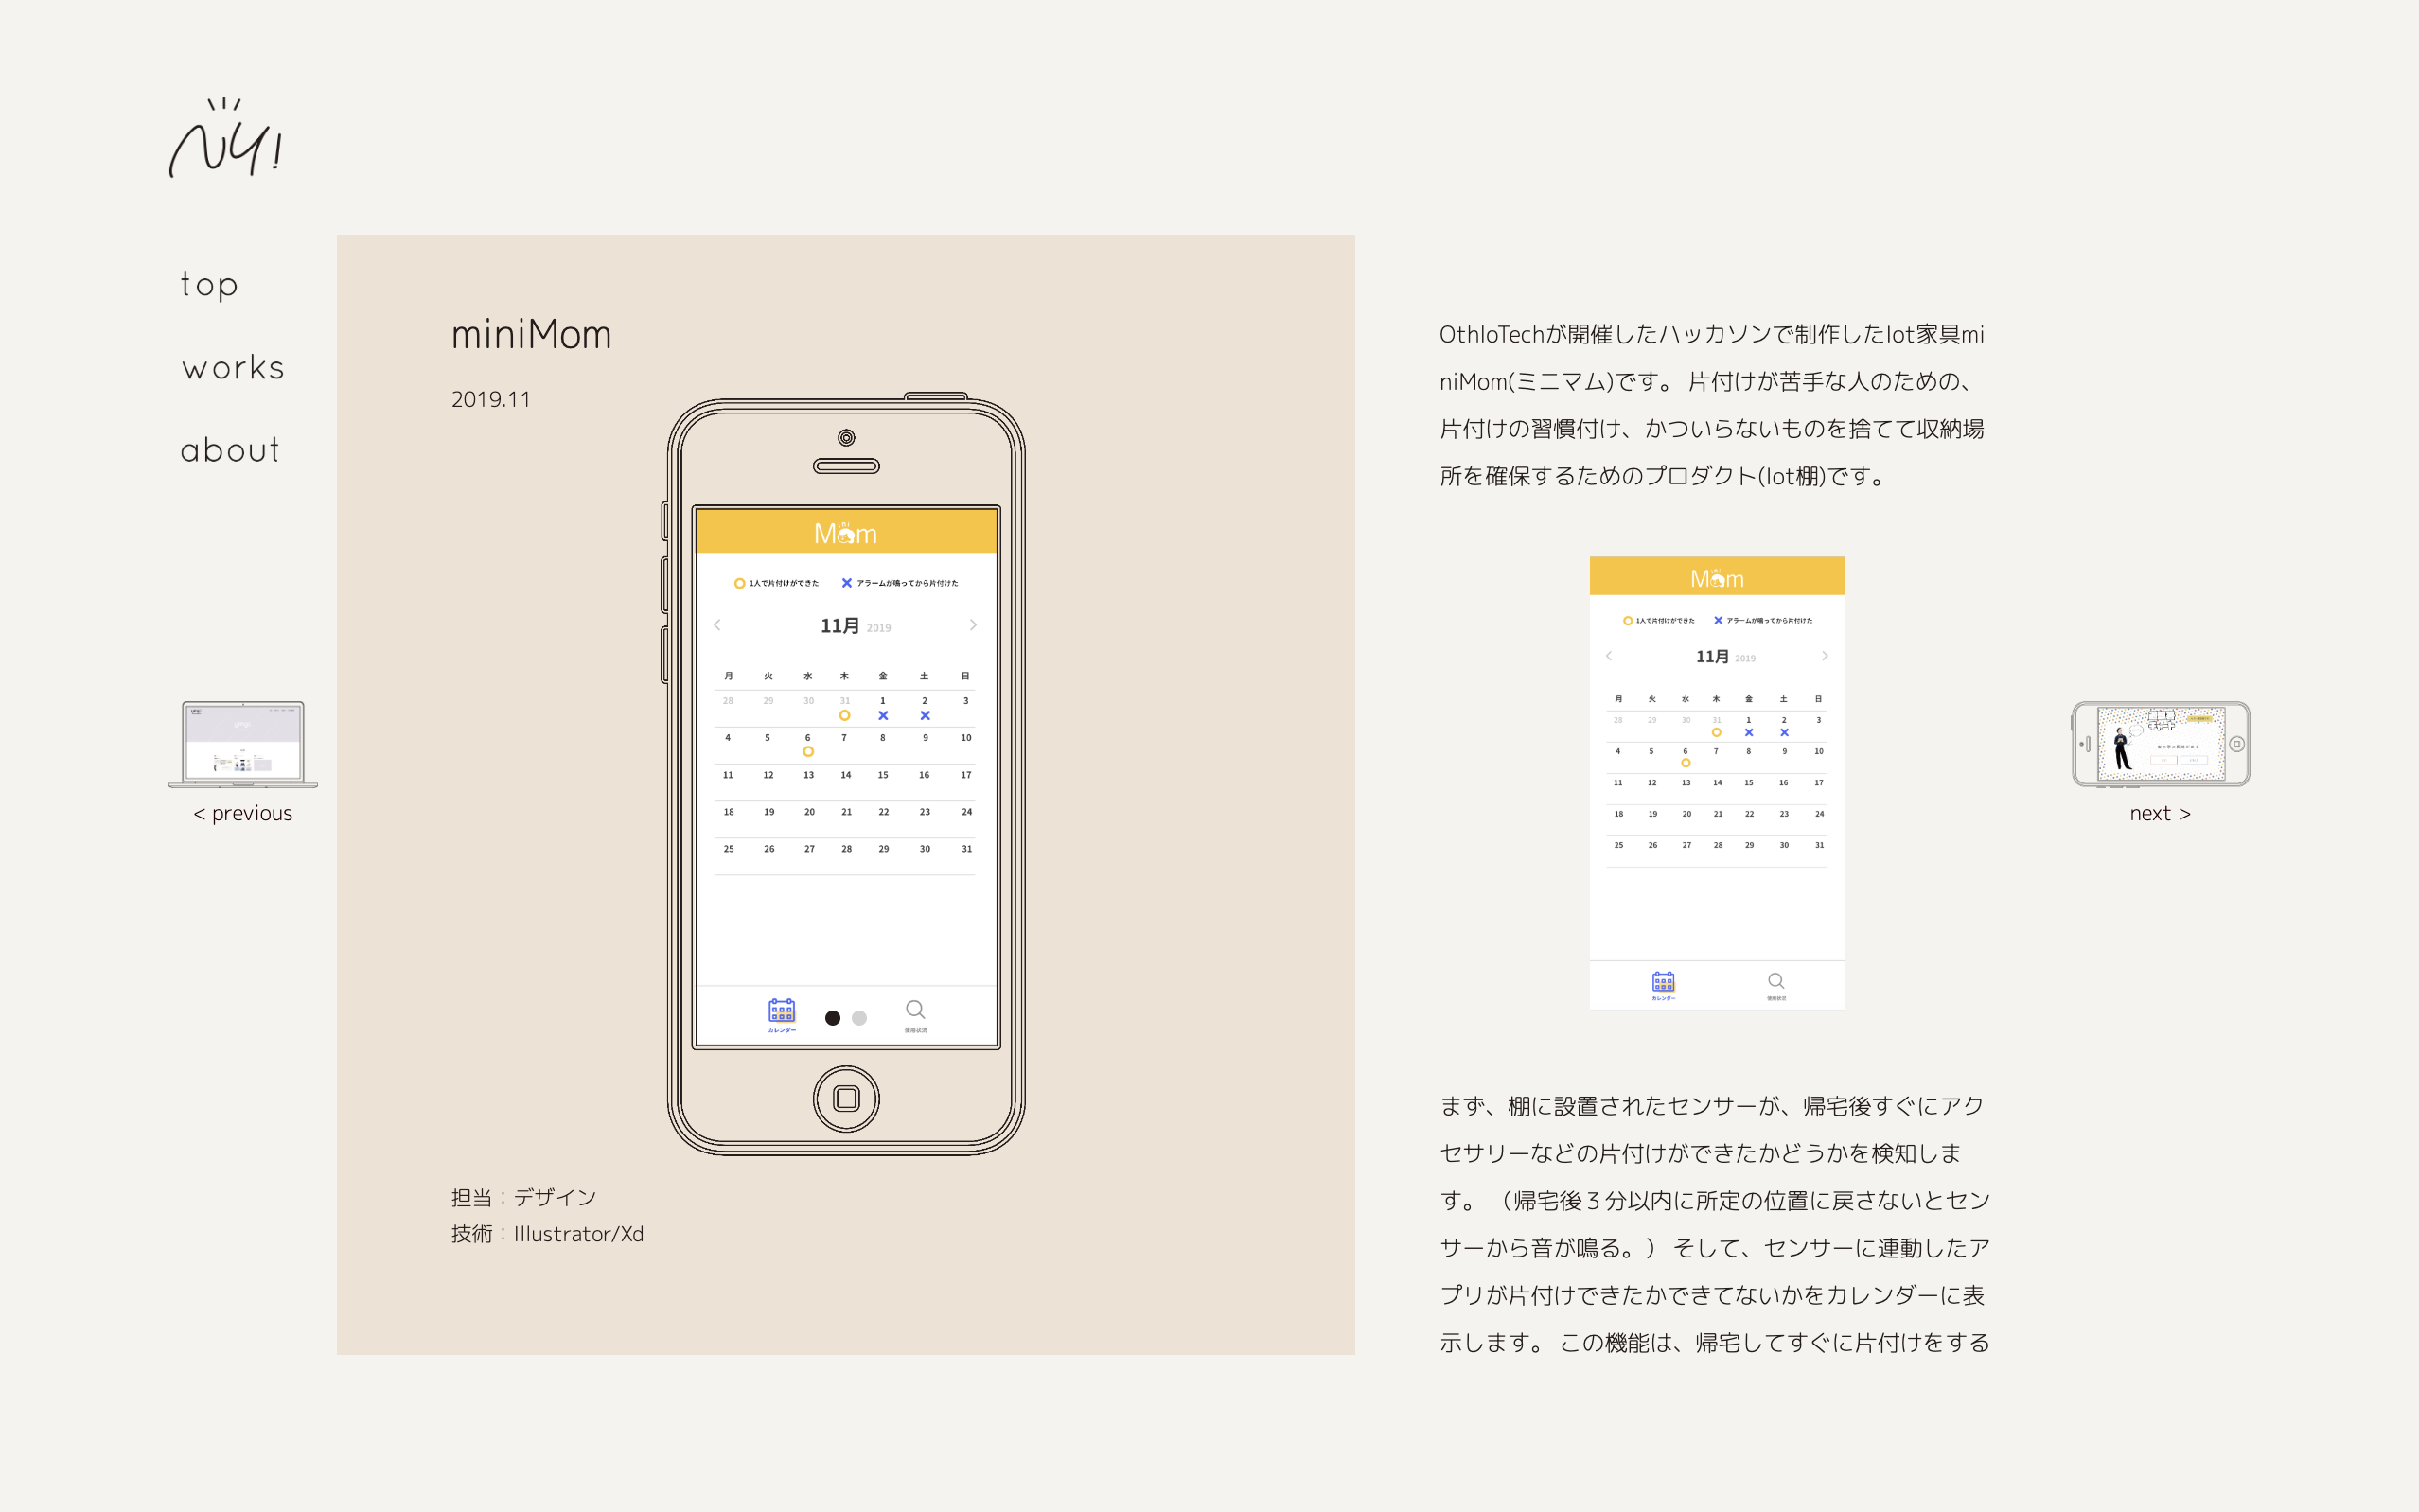 NY!
top
works
about
miniMom
2019.11
Mom
1人で片付けができた
アラームが鳴ってから片付けた
11月 2019
月 火 水 木 金 土 日
28 29 30 31 1 2 3
4 5 6 7 8 9 10
11 12 13 14 15 16 17
18 19 20 21 22 23 24
25 26 27 28 29 30 31
カレンダー
使用状況
担当：デザイン
技術：Illustrator/Xd
OthloTechが開催したハッカソンで制作したIot家具mi
niMom(ミニマム)です。 片付けが苦手な人のための、
片付けの習慣付け、かついらないものを捨てて収納場
所を確保するためのプロダクト(Iot棚)です。
Mom
1人で片付けができた
アラームが鳴ってから片付けた
11月 2019
月 火 水 木 金 土 日
28 29 30 31 1 2 3
4 5 6 7 8 9 10
11 12 13 14 15 16 17
18 19 20 21 22 23 24
25 26 27 28 29 30 31
カレンダー
使用状況
まず、棚に設置されたセンサーが、帰宅後すぐにアク
セサリーなどの片付けができたかどうかを検知しま
す。 （帰宅後３分以内に所定の位置に戻さないとセン
サーから音が鳴る。） そして、センサーに連動したア
プリが片付けできたかできてないかをカレンダーに表
示します。 この機能は、帰宅してすぐに片付けをする
< previous
next >